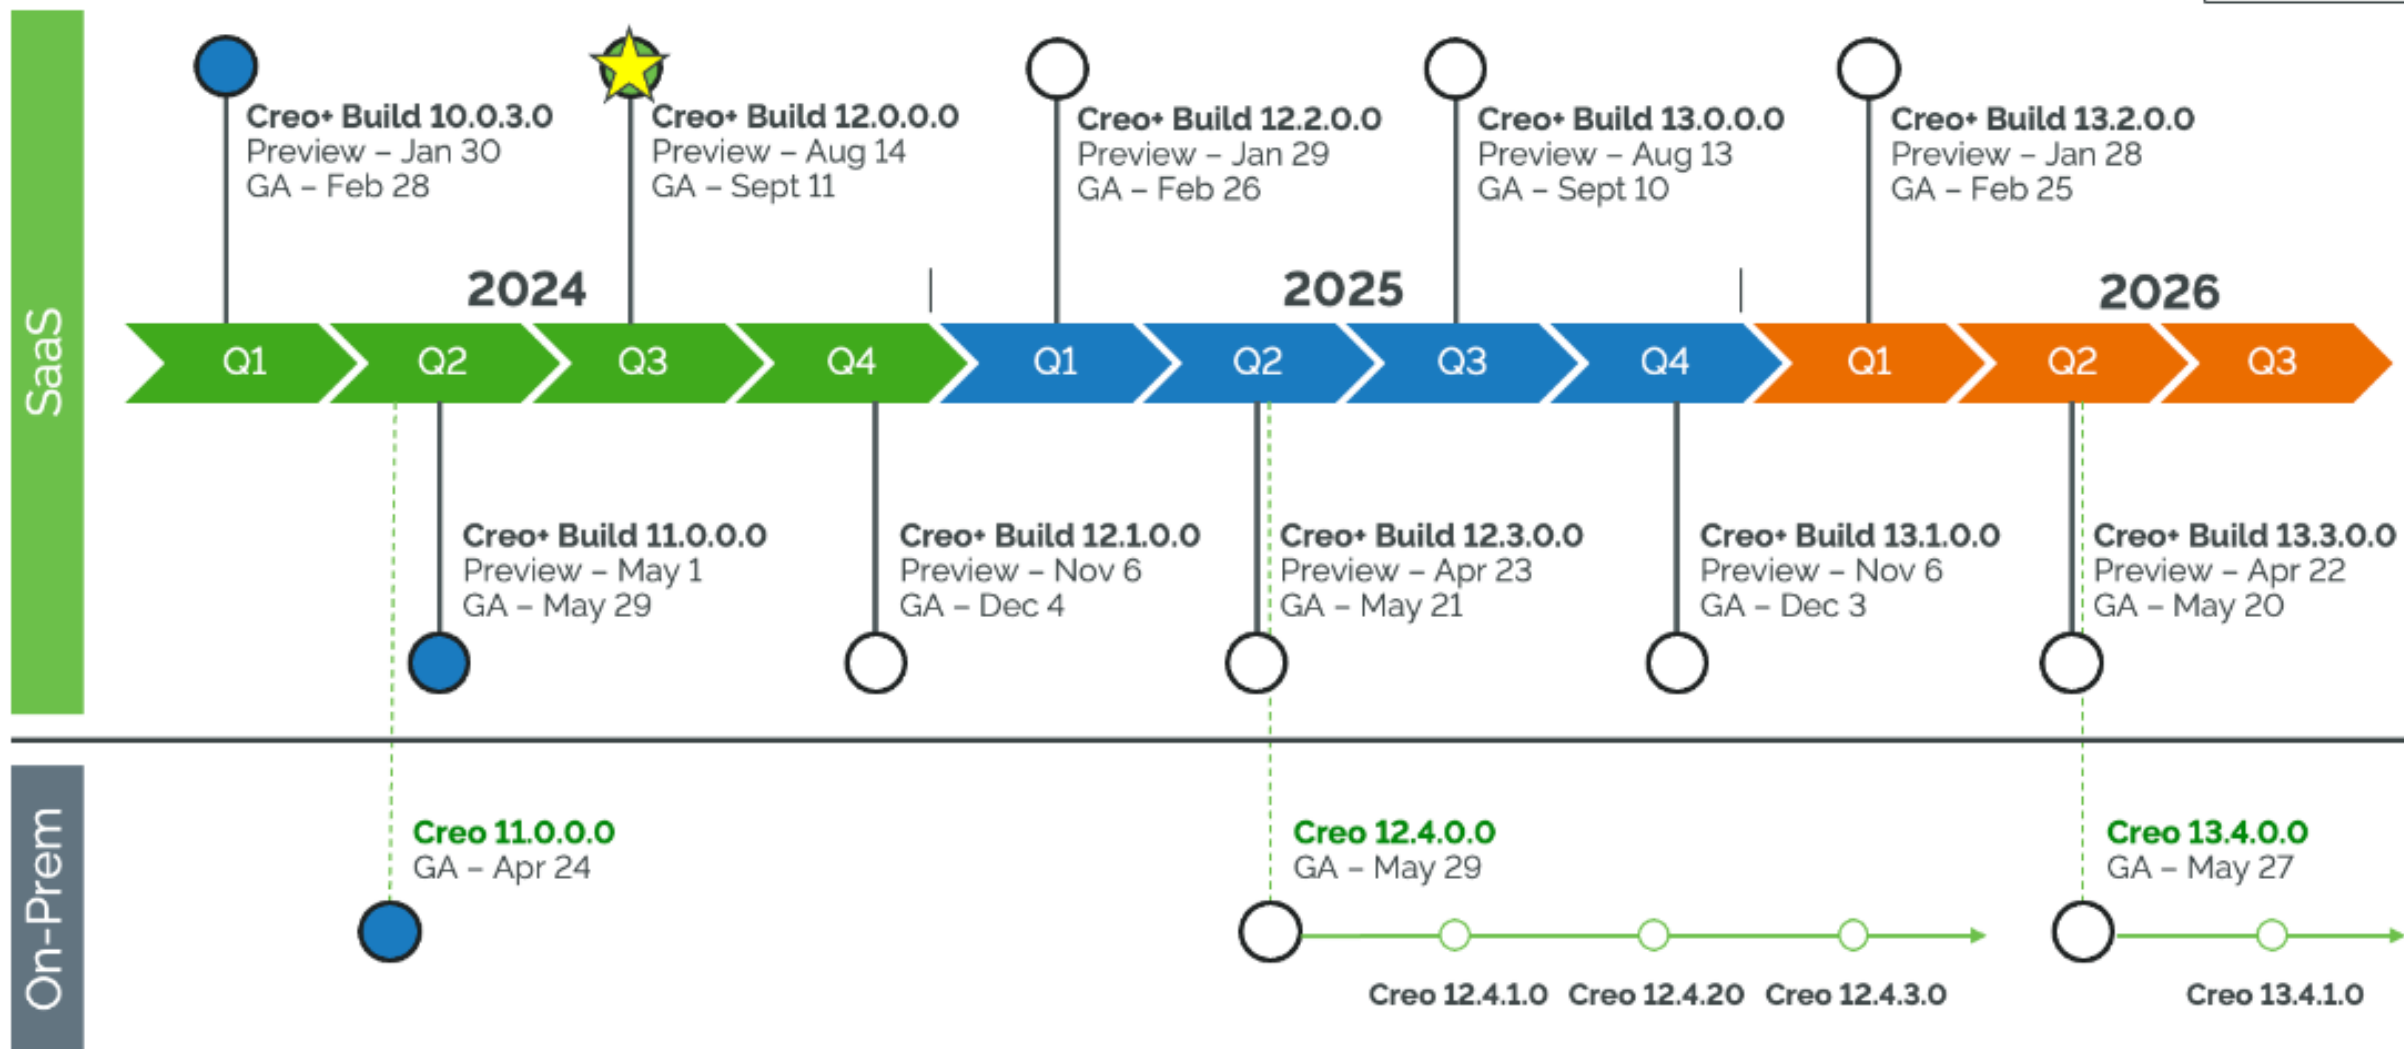 SaaS
Creo+ Build 10.0.3.0
Preview – Jan 30
GA – Feb 28
Creo+ Build 12.0.0.0
Preview – Aug 14
GA – Sept 11
Creo+ Build 12.2.0.0
Preview – Jan 29
GA – Feb 26
Creo+ Build 13.0.0.0
Preview – Aug 13
GA – Sept 10
Creo+ Build 13.2.0.0
Preview – Jan 28
GA – Feb 25
2024
2025
2026
Q1
Q2
Q3
Q4
Q1
Q2
Q3
Q4
Q1
Q2
Q3
Creo+ Build 11.0.0.0
Preview – May 1
GA – May 29
Creo+ Build 12.1.0.0
Preview – Nov 6
GA – Dec 4
Creo+ Build 12.3.0.0
Preview – Apr 23
GA – May 21
Creo+ Build 13.1.0.0
Preview – Nov 6
GA – Dec 3
Creo+ Build 13.3.0.0
Preview – Apr 22
GA – May 20
On-Prem
Creo 11.0.0.0
GA – Apr 24
Creo 12.4.0.0
GA – May 29
Creo 13.4.0.0
GA – May 27
Creo 12.4.1.0
Creo 12.4.20
Creo 12.4.3.0
Creo 13.4.1.0